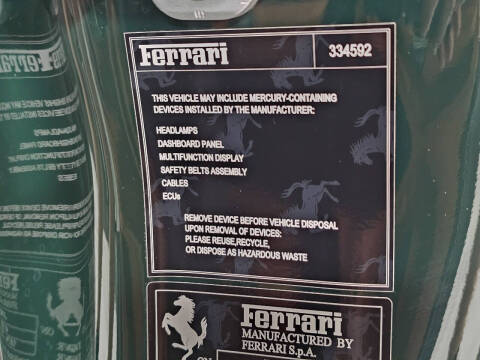 Ferrari 334592
THIS VEHICLE MAY INCLUDE MERCURY-CONTAINING
DEVICES INSTALLED BY THE MANUFACTURER:
HEADLAMPS
DASHBOARD PANEL
MULTIFUNCTION DISPLAY
SAFETY BELTS ASSEMBLY
CABLES
ECUs
REMOVE DEVICE BEFORE VEHICLE DISPOSAL
UPON REMOVAL OF DEVICES:
PLEASE REUSE,RECYCLE,
OR DISPOSE AS HAZARDOUS WASTE
Ferrari
MANUFACTURED BY
FERRARI S.p.A.
ON